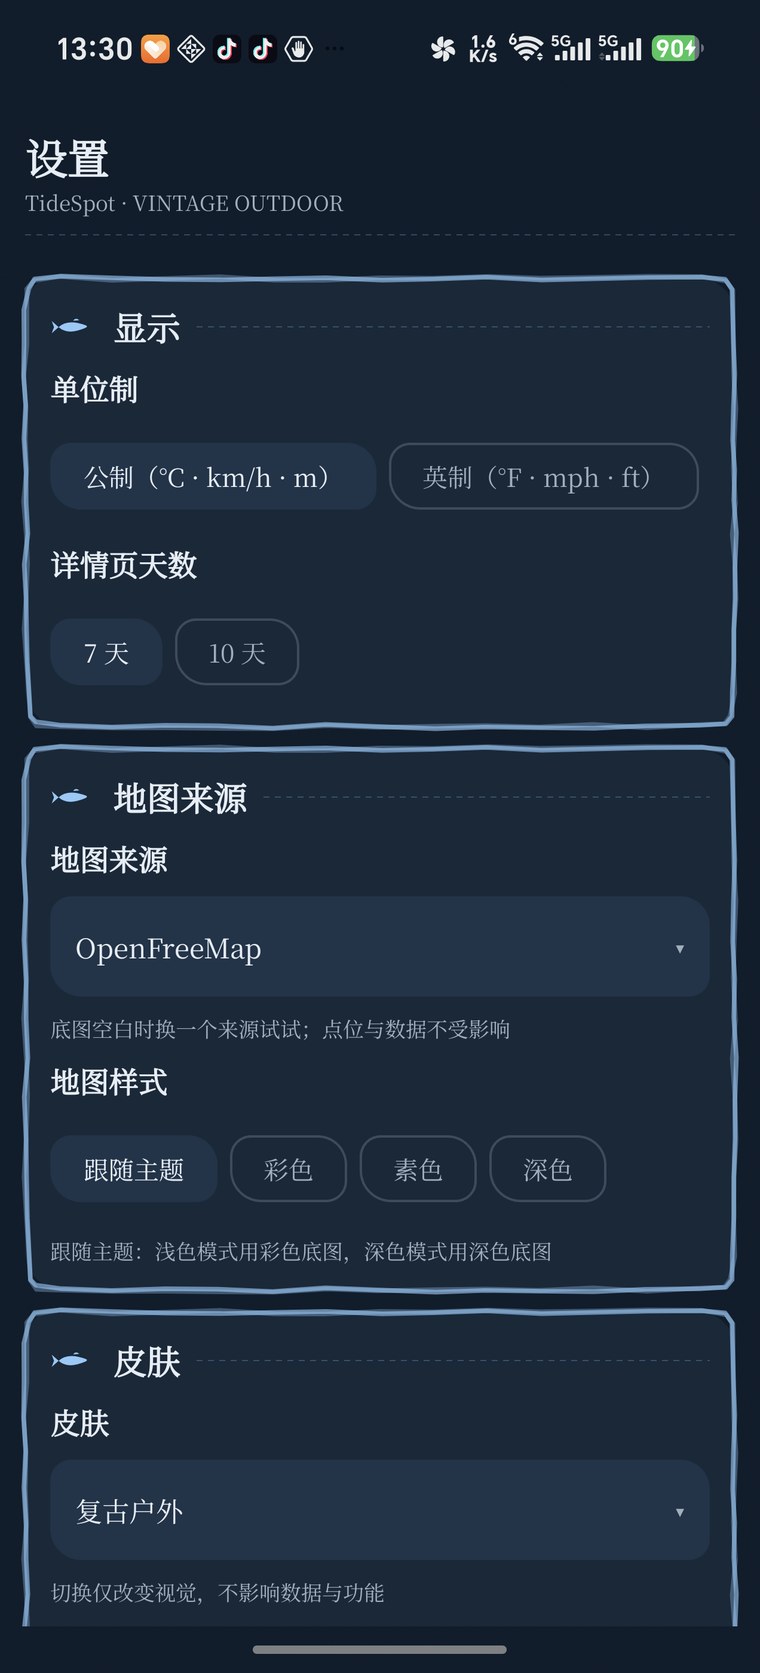 13:30
1.6 K/s
6
5G
5G
90
设置
TideSpot · VINTAGE OUTDOOR
显示
单位制
公制（°C · km/h · m）
英制（°F · mph · ft）
详情页天数
7 天
10 天
地图来源
地图来源
OpenFreeMap
底图空白时换一个来源试试；点位与数据不受影响
地图样式
跟随主题
彩色
素色
深色
跟随主题：浅色模式用彩色底图，深色模式用深色底图
皮肤
皮肤
复古户外
切换仅改变视觉，不影响数据与功能